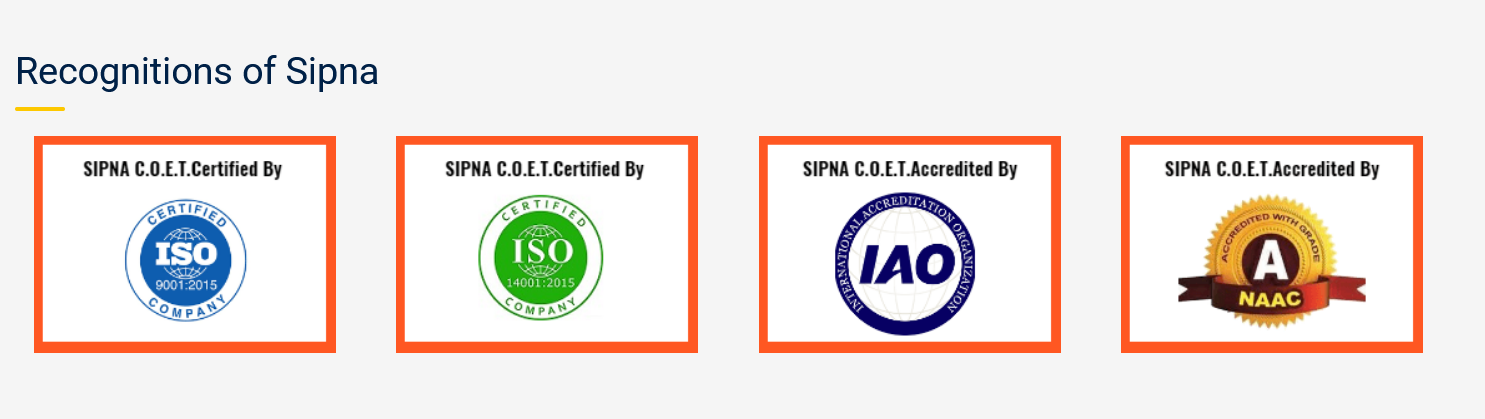 Recognitions of Sipna
SIPNA C.O.E.T.Certified By
CERTIFIED
ISO
9001:2015
COMPANY
SIPNA C.O.E.T.Certified By
CERTIFIED
ISO
14001:2015
COMPANY
SIPNA C.O.E.T.Accredited By
INTERNATIONAL ACCREDITATION ORGANIZATION
IAO
SIPNA C.O.E.T.Accredited By
ACCREDITED WITH GRADE
A
NAAC